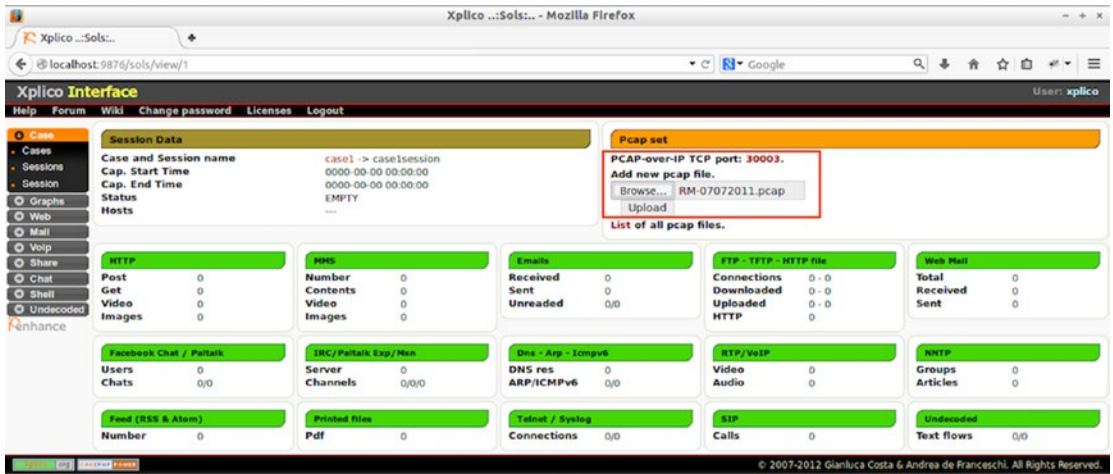 Xplico ..:Sols:.. - Mozilla Firefox
Xplico ..:Sols:..
localhost:9876/sols/view/1
Google
Xplico Interface
User: xplico
Help Forum Wiki Change password Licenses Logout
Case
Cases
Sessions
Session
Graphs
Web
Mail
Voip
Share
Chat
Shell
Undecoded
enhance
Session Data
Case and Session name case1 -> case1session
Cap. Start Time 0000-00-00 00:00:00
Cap. End Time 0000-00-00 00:00:00
Status EMPTY
Hosts ---
Pcap set
PCAP-over-IP TCP port: 30003.
Add new pcap file.
Browse... RM-07072011.pcap
Upload
List of all pcap files.
HTTP
Post 0
Get 0
Video 0
Images 0
MMS
Number 0
Contents 0
Video 0
Images 0
Emails
Received 0
Sent 0
Unreaded 0/0
FTP - TFTP - HTTP file
Connections 0 - 0
Downloaded 0 - 0
Uploaded 0 - 0
HTTP 0
Web Mail
Total 0
Received 0
Sent 0
Facebook Chat / Paltalk
Users 0
Chats 0/0
IRC/Paltalk Exp/Msn
Server 0
Channels 0/0/0
Dns - Arp - Icmpv6
DNS res 0
ARP/ICMPv6 0/0
RTP/VoIP
Video 0
Audio 0
NNTP
Groups 0
Articles 0
Feed (RSS & Atom)
Number 0
Printed files
Pdf 0
Telnet / Syslog
Connections 0/0
SIP
Calls 0
Undecoded
Text flows 0/0
© 2007-2012 Gianluca Costa & Andrea de Franceschi. All Rights Reserved.